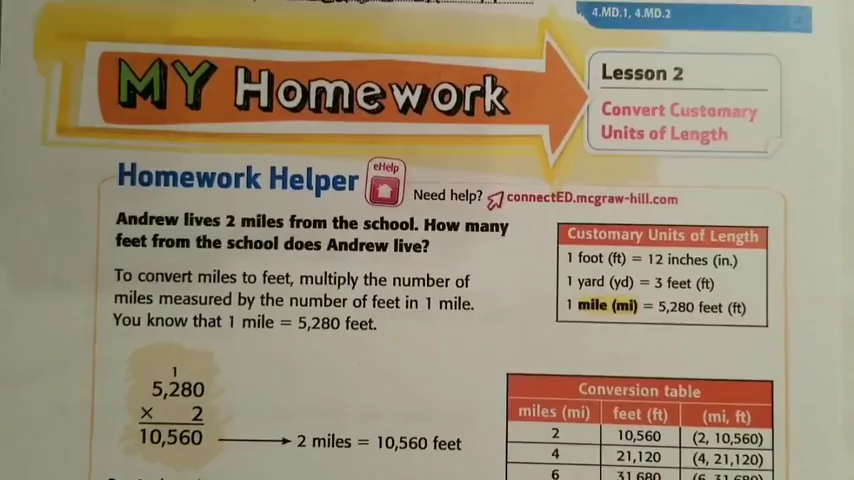 4.MD.1, 4.MD.2
MY Homework
Lesson 2
Convert Customary
Units of Length
Homework Helper
eHelp
Need help? connectED.mcgraw-hill.com
Andrew lives 2 miles from the school. How many
feet from the school does Andrew live?
To convert miles to feet, multiply the number of
miles measured by the number of feet in 1 mile.
You know that 1 mile = 5,280 feet.
Customary Units of Length
1 foot (ft) = 12 inches (in.)
1 yard (yd) = 3 feet (ft)
1 mile (mi) = 5,280 feet (ft)
1
5,280
× 2
10,560
2 miles = 10,560 feet
Conversion table
miles (mi) feet (ft) (mi, ft)
2 10,560 (2, 10,560)
4 21,120 (4, 21,120)
6 31,680 (6, 31,680)